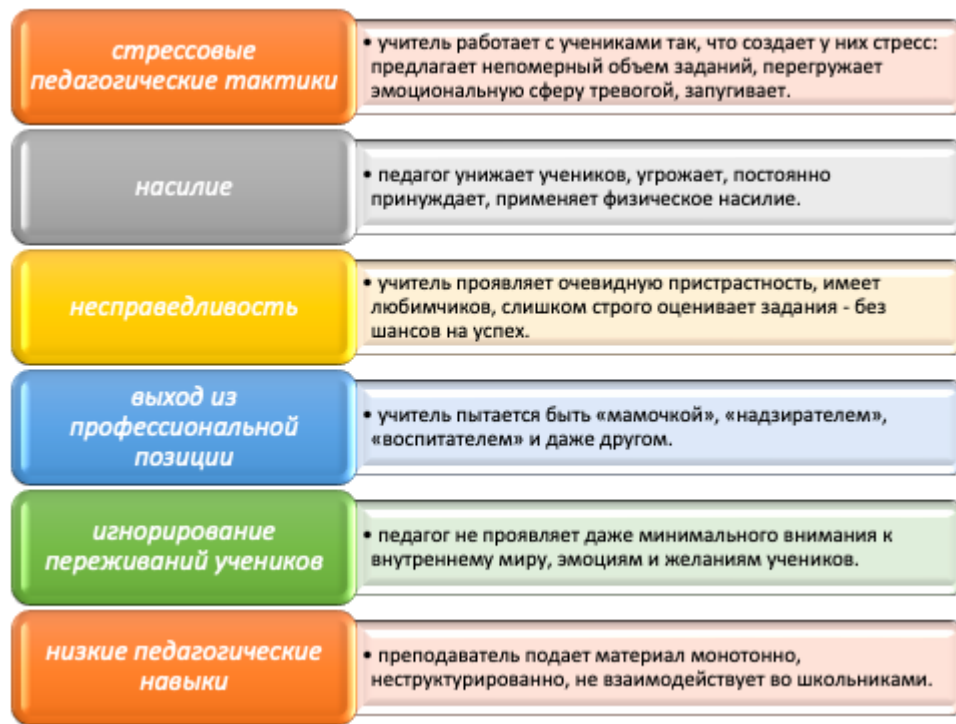 стрессовые
педагогические тактики
• учитель работает с учениками так, что создает у них стресс:
предлагает непомерный объем заданий, перегружает
эмоциональную сферу тревогой, запугивает.
насилие
• педагог унижает учеников, угрожает, постоянно
принуждает, применяет физическое насилие.
несправедливость
• учитель проявляет очевидную пристрастность, имеет
любимчиков, слишком строго оценивает задания - без
шансов на успех.
выход из
профессиональной
позиции
• учитель пытается быть «мамочкой», «надзирателем»,
«воспитателем» и даже другом.
игнорирование
переживаний учеников
• педагог не проявляет даже минимального внимания к
внутреннему миру, эмоциям и желаниям учеников.
низкие педагогические
навыки
• преподаватель подает материал монотонно,
неструктурированно, не взаимодействует во школьниками.